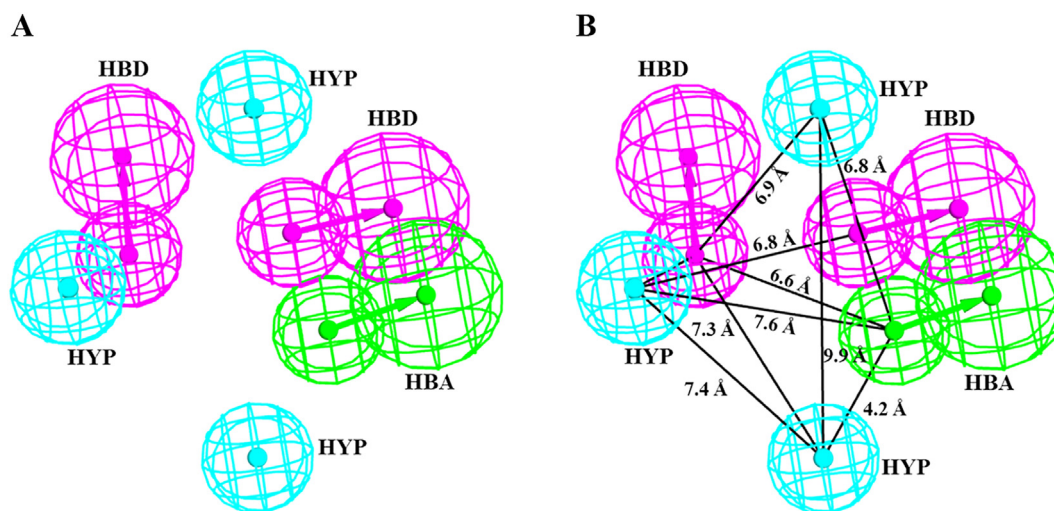 A
HBD
HYP
HBD
HYP
HBA
HYP
B
HBD
HYP
HBD
6.9 Å
6.8 Å
6.8 Å
6.6 Å
7.3 Å
7.6 Å
HYP
9.9 Å
HBA
7.4 Å
4.2 Å
HYP